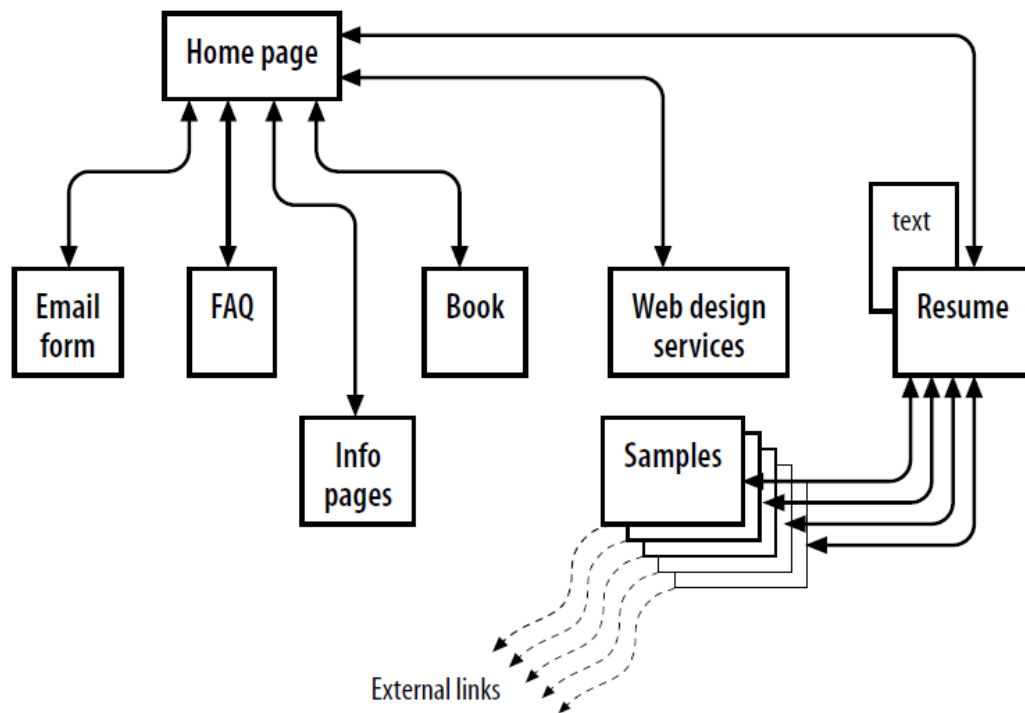 Home page
text
Email
form
FAQ
Book
Web design
services
Resume
Info
pages
Samples
External links